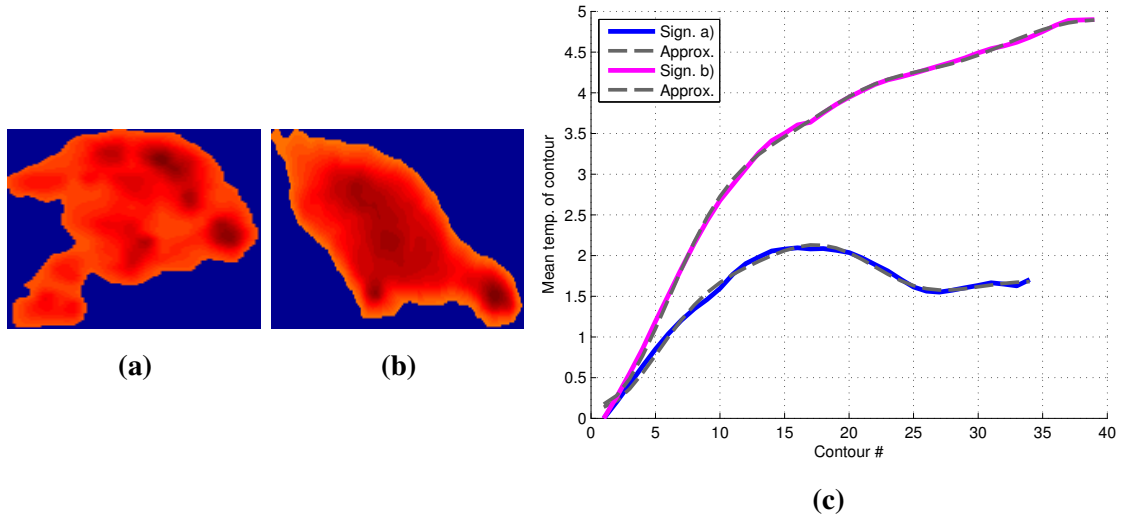 (a)
(b)
Sign. a)
Approx.
Sign. b)
Approx.
Mean temp. of contour
5
4.5
4
3.5
3
2.5
2
1.5
1
0.5
0
0 5 10 15 20 25 30 35 40
Contour #
(c)